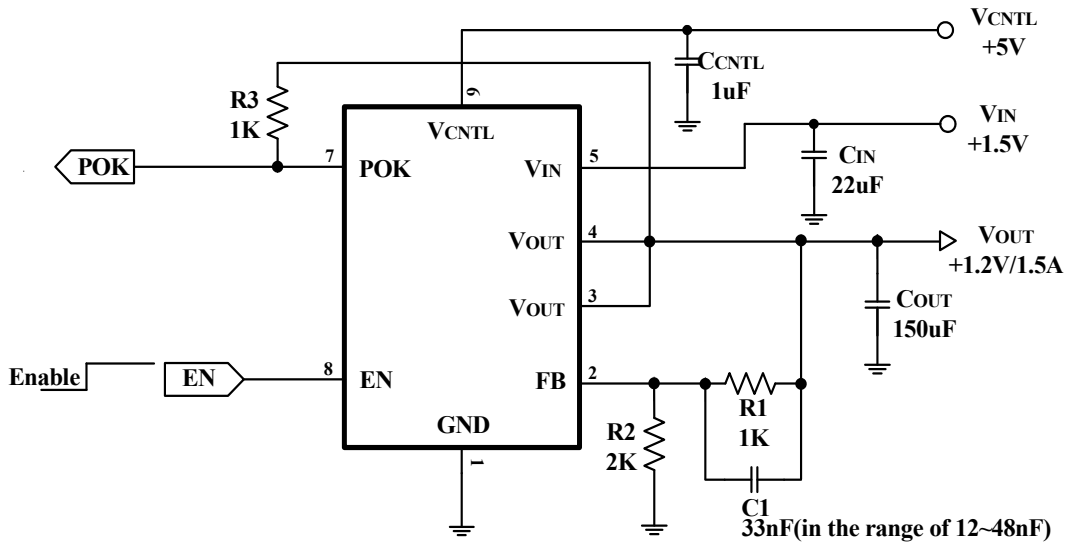 VCNTL
+5V
CCNTL
1uF
R3
1K
6
VCNTL
VIN
+1.5V
CIN
22uF
POK
7
POK
VIN
5
VOUT
4
VOUT
+1.2V/1.5A
VOUT
3
COUT
150uF
Enable
EN
8
EN
FB
2
R1
1K
GND
R2
2K
1
C1
33nF(in the range of 12~48nF)